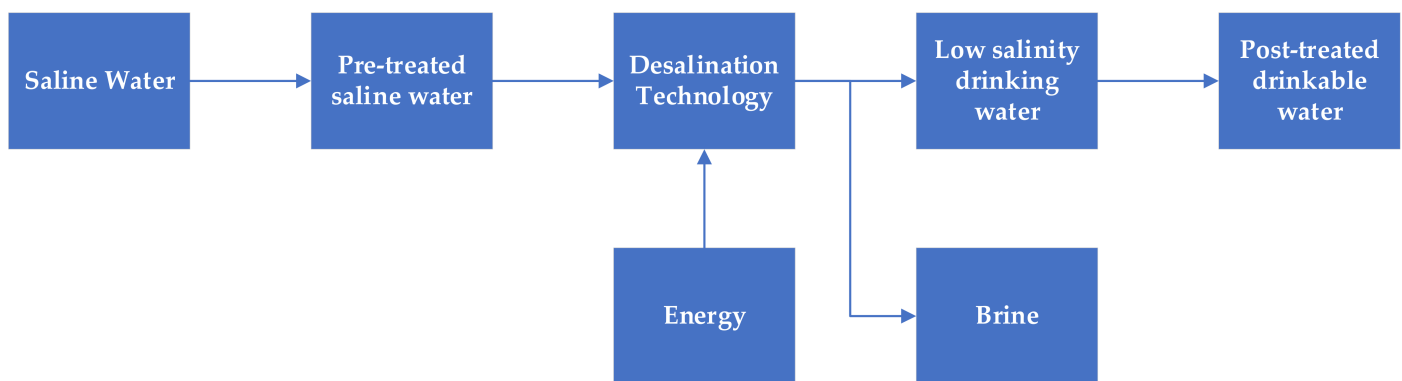 Saline Water
Pre-treated
saline water
Desalination
Technology
Low salinity
drinking
water
Post-treated
drinkable
water
Energy
Brine